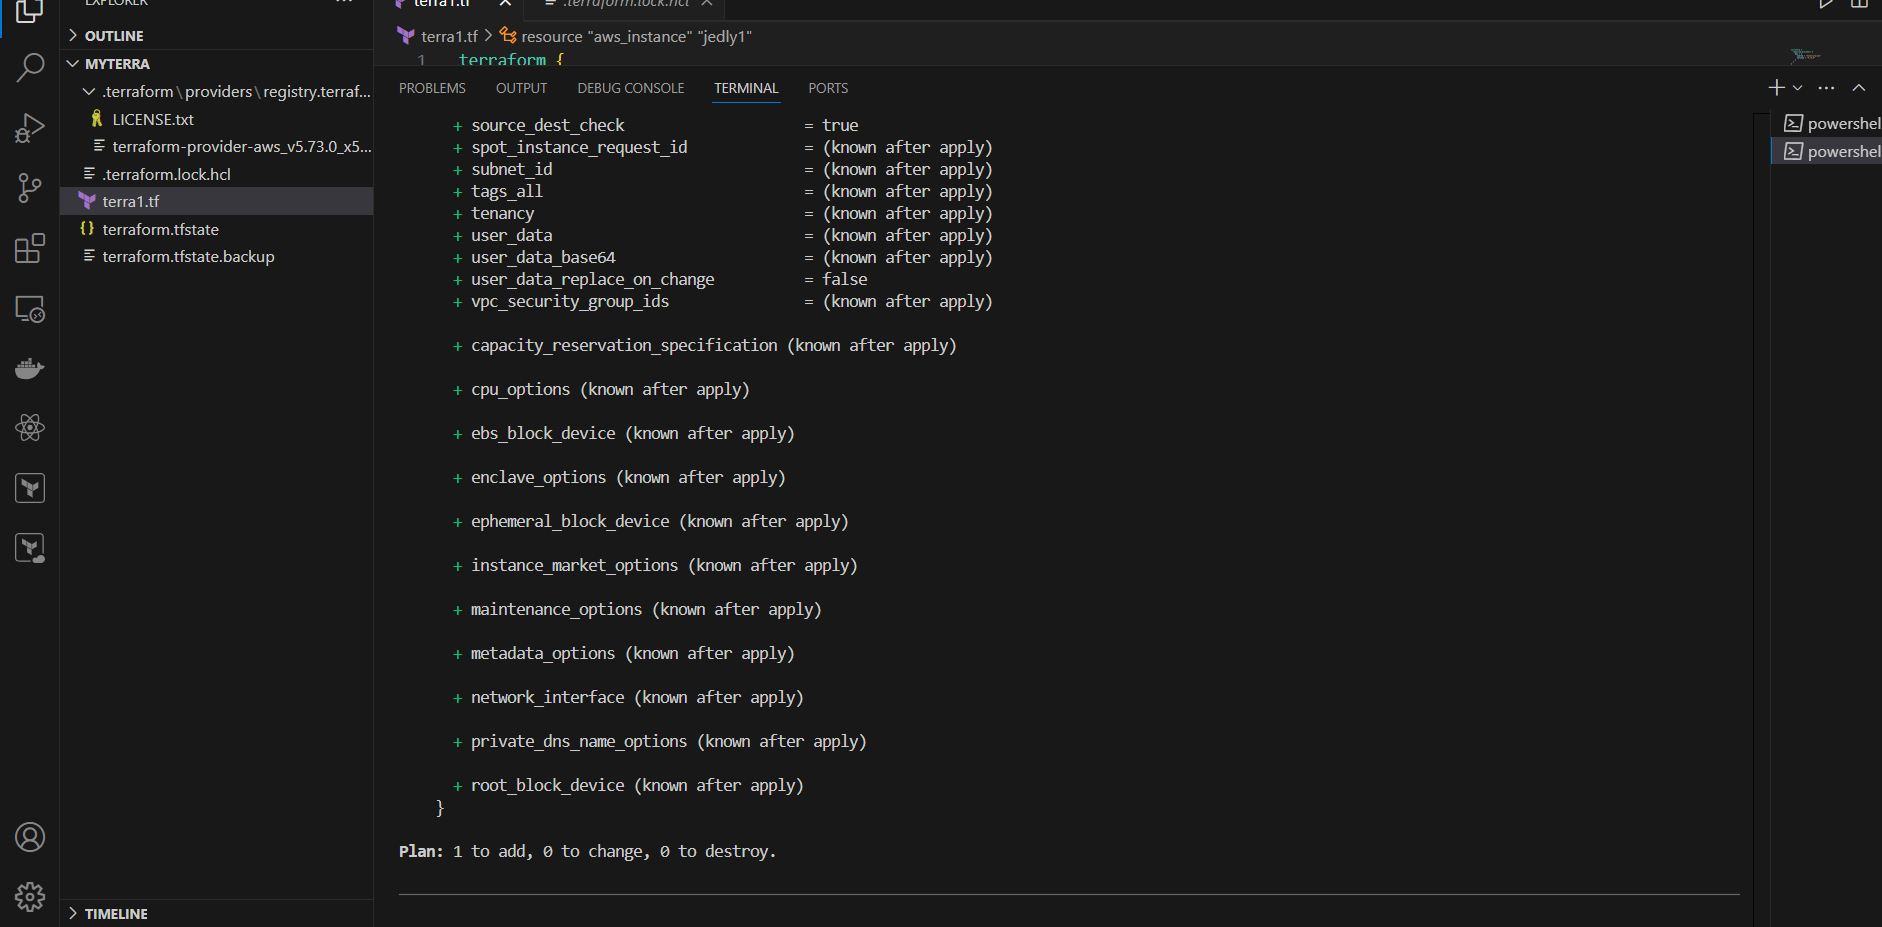 EXPLORER
OUTLINE
MYTERRA
.terraform\providers\registry.terraf...
LICENSE.txt
terraform-provider-aws_v5.73.0_x5...
.terraform.lock.hcl
terra1.tf
terraform.tfstate
terraform.tfstate.backup
TIMELINE
terra1.tf
.terraform.lock.hcl
terra1.tf > resource "aws_instance" "jedly1"
1 terraform {
PROBLEMS OUTPUT DEBUG CONSOLE TERMINAL PORTS
+ source_dest_check = true
+ spot_instance_request_id = (known after apply)
+ subnet_id = (known after apply)
+ tags_all = (known after apply)
+ tenancy = (known after apply)
+ user_data = (known after apply)
+ user_data_base64 = (known after apply)
+ user_data_replace_on_change = false
+ vpc_security_group_ids = (known after apply)
+ capacity_reservation_specification (known after apply)
+ cpu_options (known after apply)
+ ebs_block_device (known after apply)
+ enclave_options (known after apply)
+ ephemeral_block_device (known after apply)
+ instance_market_options (known after apply)
+ maintenance_options (known after apply)
+ metadata_options (known after apply)
+ network_interface (known after apply)
+ private_dns_name_options (known after apply)
+ root_block_device (known after apply)
}
Plan: 1 to add, 0 to change, 0 to destroy.
powershel
powershel